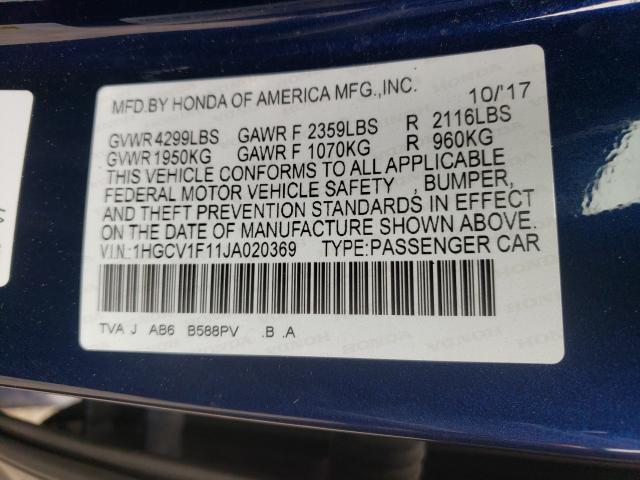 MFD.BY HONDA OF AMERICA MFG.,INC. 10/'17
GVWR 4299LBS GAWR F 2359LBS R 2116LBS
GVWR 1950KG GAWR F 1070KG R 960KG
THIS VEHICLE CONFORMS TO ALL APPLICABLE
FEDERAL MOTOR VEHICLE SAFETY , BUMPER,
AND THEFT PREVENTION STANDARDS IN EFFECT
ON THE DATE OF MANUFACTURE SHOWN ABOVE.
V.I.N.:1HGCV1F11JA020369 TYPE:PASSENGER CAR
TVA J AB6 B588PV .B .A